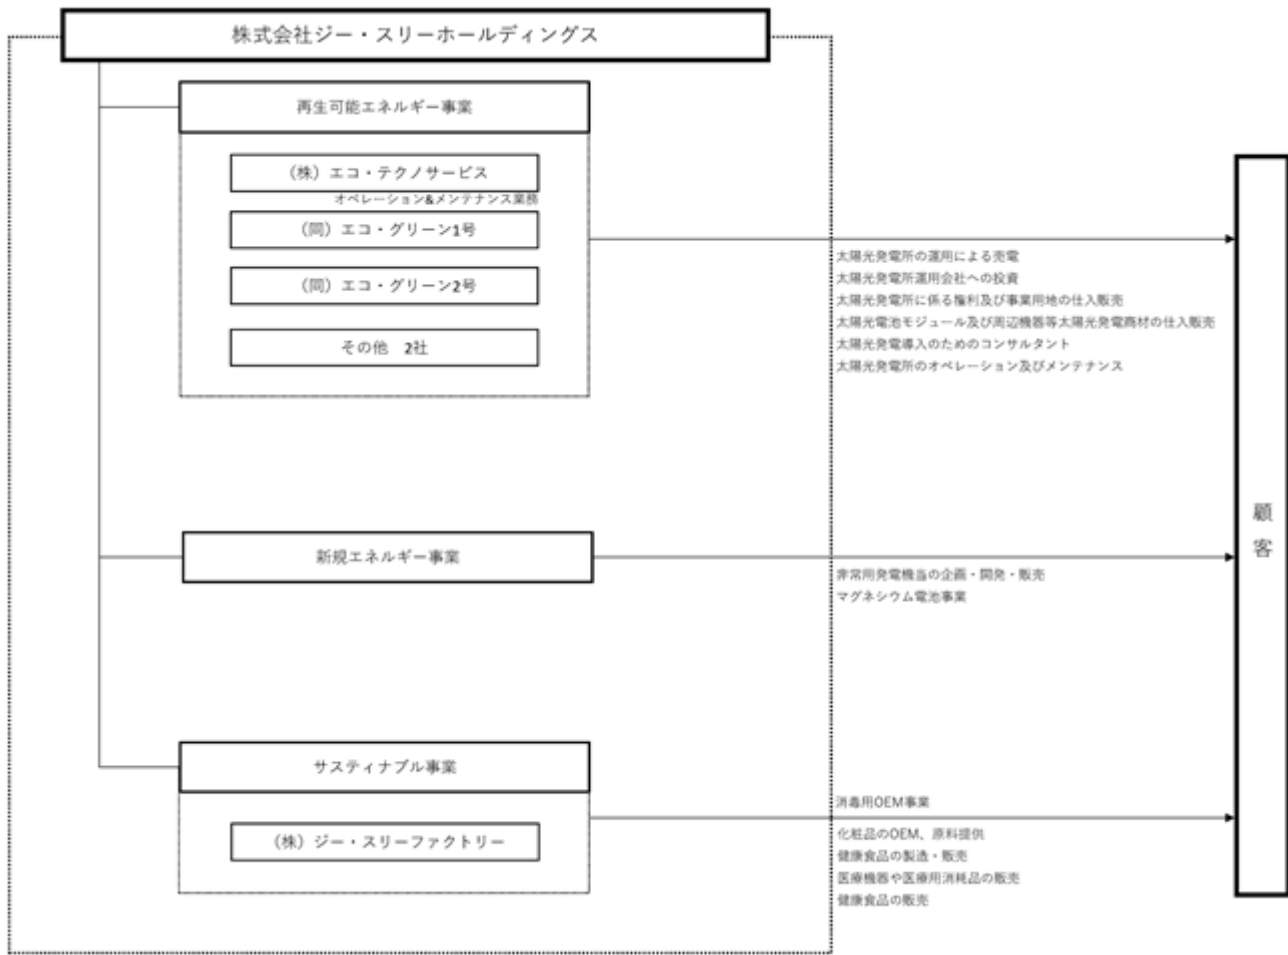 株式会社ジー・スリーホールディングス
再生可能エネルギー事業
（株）エコ・テクノサービス
オペレーション&メンテナンス業務
（同）エコ・グリーン1号
（同）エコ・グリーン2号
その他　2社
太陽光発電所の運用による売電
太陽光発電所運用会社への投資
太陽光発電所に係る権利及び事業用地の仕入販売
太陽光電池モジュール及び周辺機器等太陽光発電商材の仕入販売
太陽光発電導入のためのコンサルタント
太陽光発電所のオペレーション及びメンテナンス
新規エネルギー事業
非常用発電機当の企画・開発・販売
マグネシウム電池事業
サスティナブル事業
（株）ジー・スリーファクトリー
消毒用OEM事業
化粧品のOEM、原料提供
健康食品の製造・販売
医療機器や医療用消耗品の販売
健康食品の販売
顧客